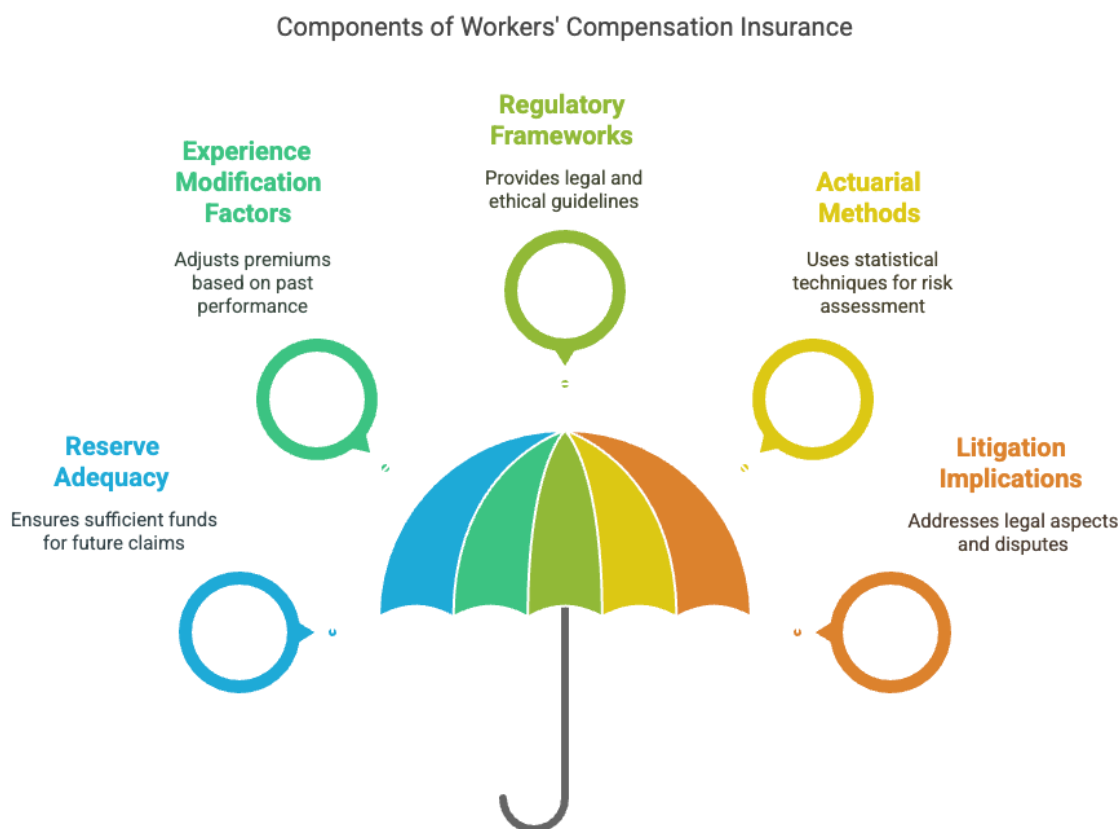 Components of Workers' Compensation Insurance
Regulatory
Frameworks
Provides legal and
ethical guidelines
Experience
Modification
Factors
Adjusts premiums
based on past
performance
Actuarial
Methods
Uses statistical
techniques for risk
assessment
Reserve
Adequacy
Ensures sufficient funds
for future claims
Litigation
Implications
Addresses legal aspects
and disputes